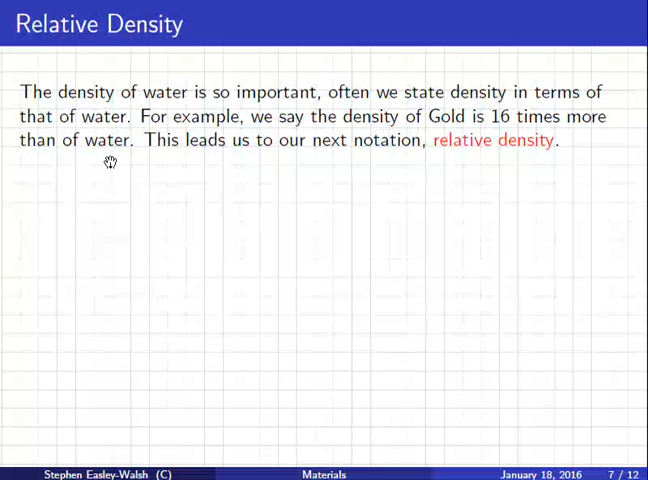 Relative Density
The density of water is so important, often we state density in terms of
that of water. For example, we say the density of Gold is 16 times more
than of water. This leads us to our next notation, relative density.
Stephen Easley-Walsh (C) Materials January 18, 2016 7 / 12